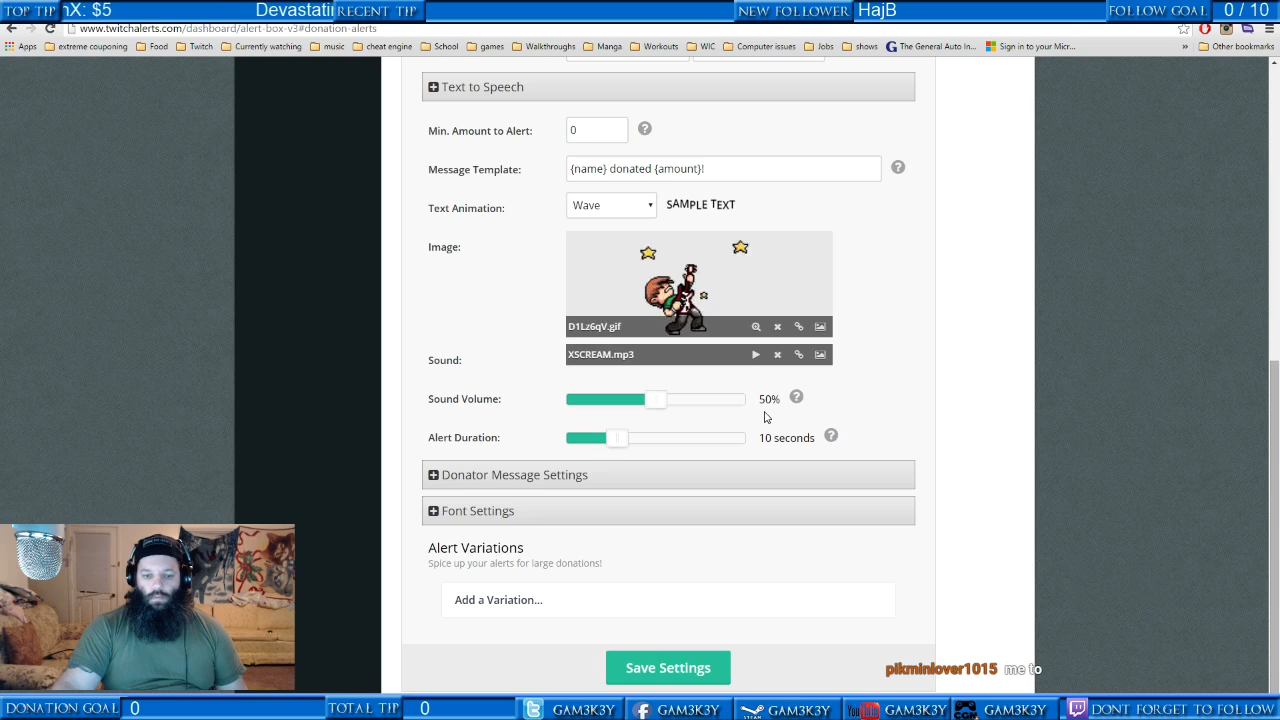 TOP TIP nX: $5 Devastatin RECENT TIP NEW FOLLOWER HajB FOLLOW GOAL 0 / 10
www.twitchalerts.com/dashboard/alert-box-v3#donation-alerts
Apps extreme couponing Food Twitch Currently watching music cheat engine School games Walkthroughs Manga Workouts WIC Computer issues Jobs shows The General Auto In... Sign in to your Micr... » Other bookmarks
Text to Speech
Min. Amount to Alert: 0
Message Template: {name} donated {amount}!
Text Animation: Wave SAMPLE TEXT
Image:
D1Lz6qV.gif
Sound: XSCREAM.mp3
Sound Volume: 50%
Alert Duration: 10 seconds
Donator Message Settings
Font Settings
Alert Variations
Spice up your alerts for large donations!
Add a Variation...
Save Settings
pikminlover1015 me to
DONATION GOAL 0 TOTAL TIP 0 GAM3K3Y GAM3K3Y STEAM GAM3K3Y YouTube GAM3K3Y GAM3K3Y DONT FORGET TO FOLLOW